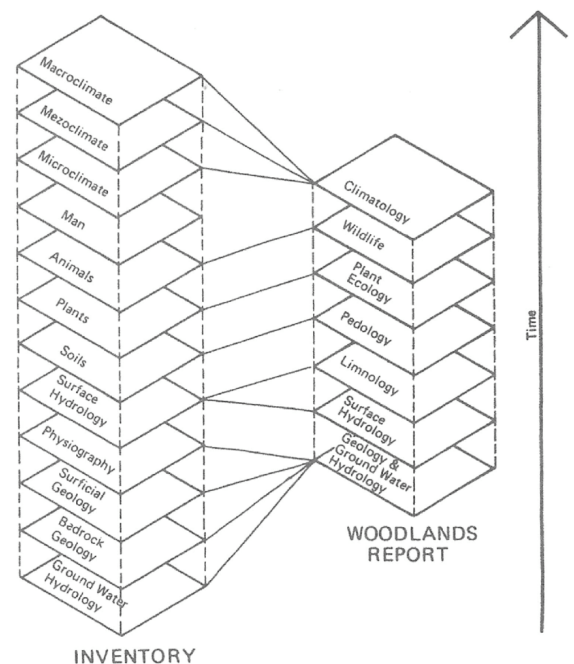 Macroclimate
Mezoclimate
Microclimate
Man
Animals
Plants
Soils
Surface
Hydrology
Physiography
Surficial
Geology
Bedrock
Geology
Ground Water
Hydrology
INVENTORY
Climatology
Wildlife
Plant
Ecology
Pedology
Limnology
Surface
Hydrology
Geology &
Ground Water
Hydrology
WOODLANDS
REPORT
Time